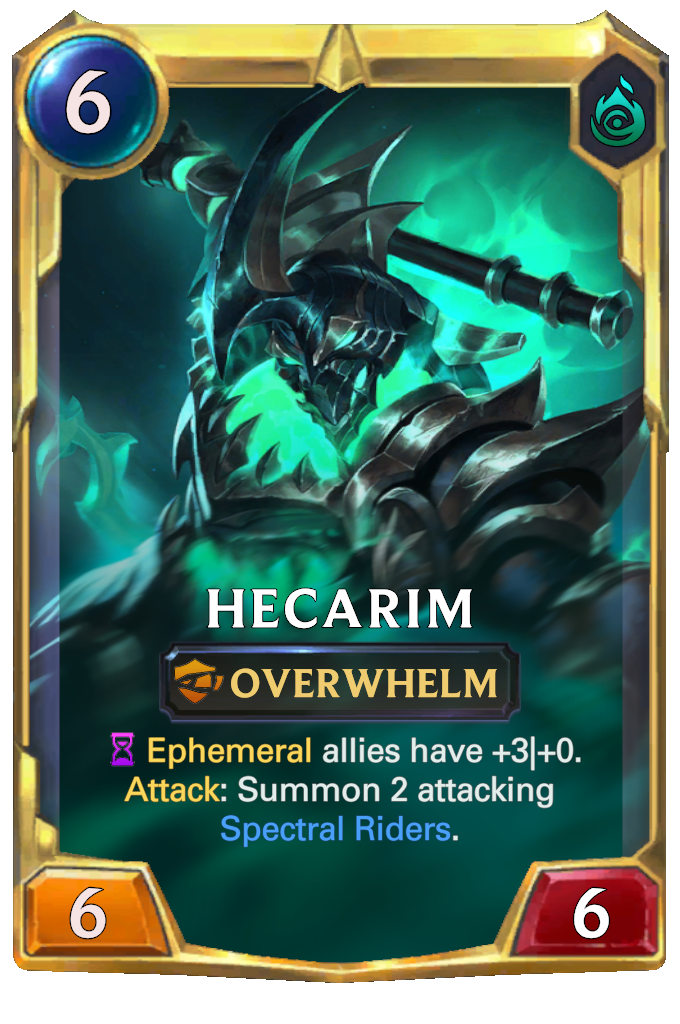 6
HECARIM
OVERWHELM
Ephemeral allies have +3|+0.
Attack: Summon 2 attacking
Spectral Riders.
6
6